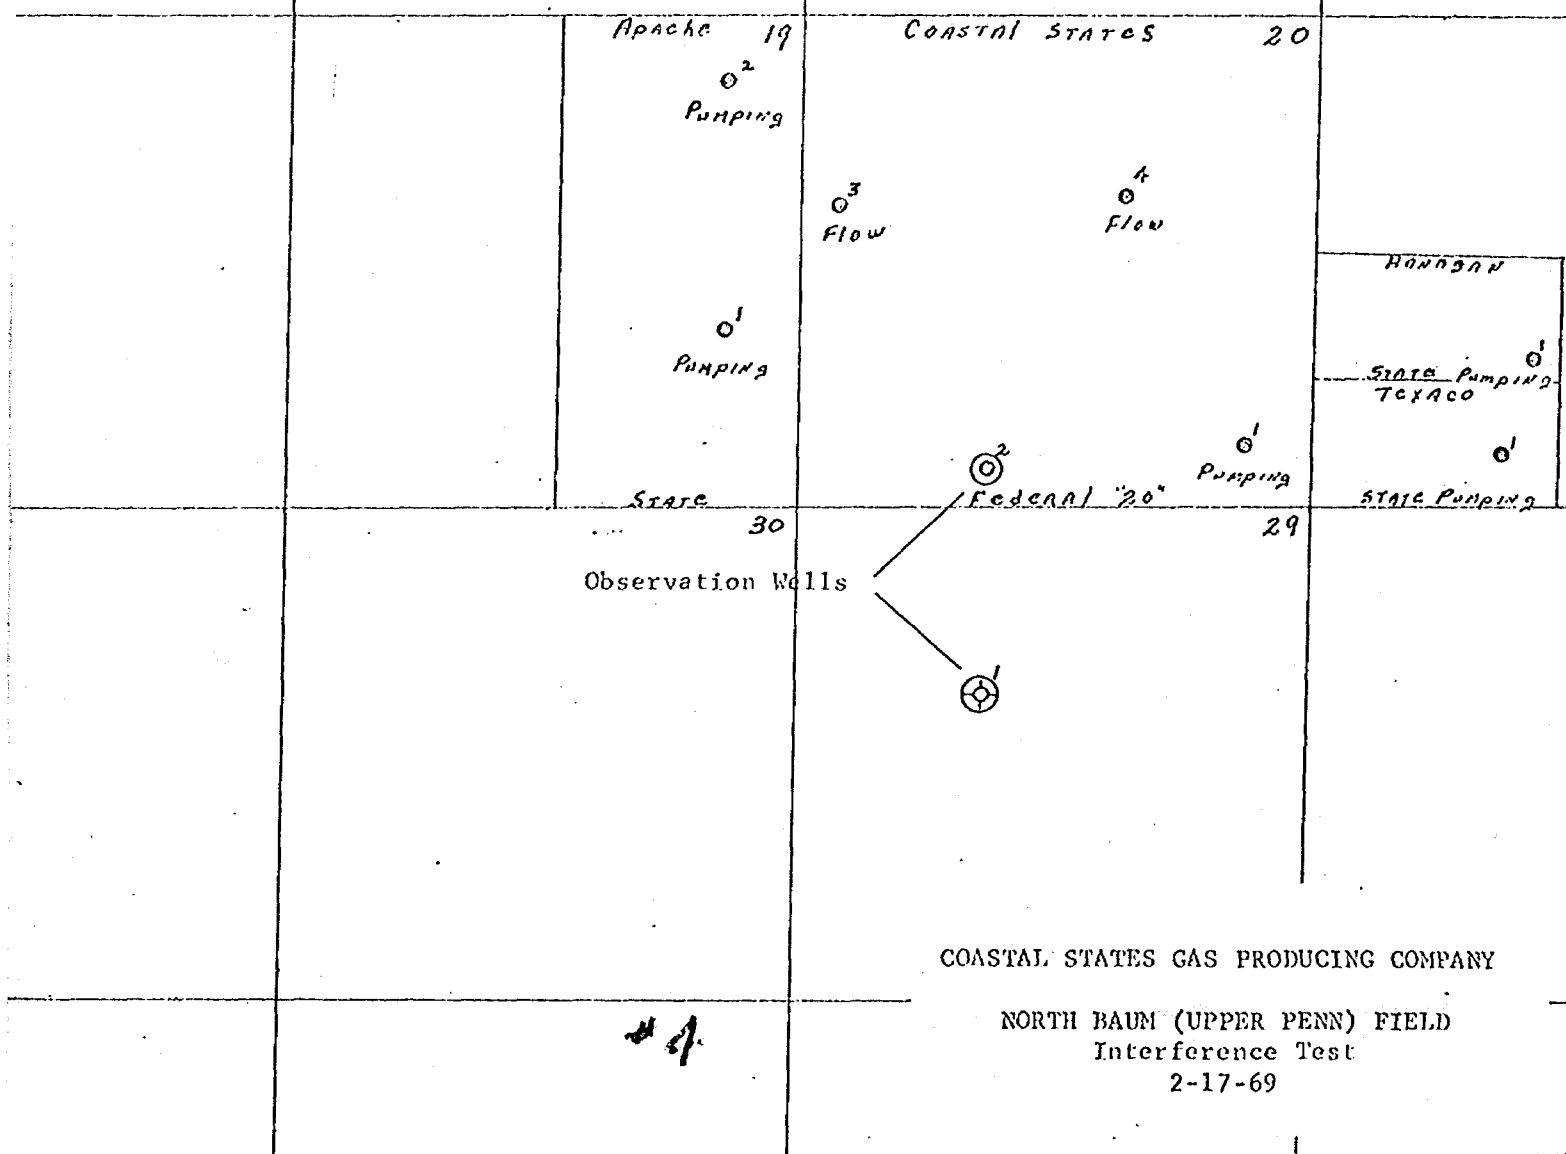 Apache 19
Coastal States 20
2
Pumping
3
Flow
4
Flow
Hanagan
1
Pumping
1
State Pumping
Texaco
2
1
Pumping
1
State
Federal "20"
State Pumping
30
29
Observation Wells
1
COASTAL STATES GAS PRODUCING COMPANY
NORTH BAUM (UPPER PENN) FIELD
Interference Test
2-17-69